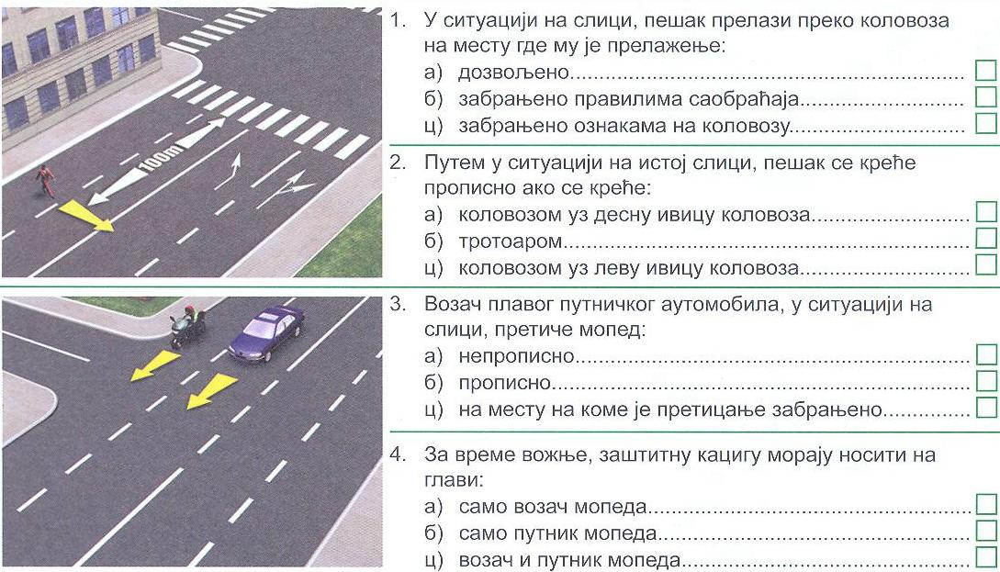 100m
1. У ситуацији на слици, пешак прелази преко коловоза
на месту где му је прелажење:
а) дозвољено
б) забрањено правилима саобраћаја
ц) забрањено ознакама на коловозу
2. Путем у ситуацији на истој слици, пешак се креће
прописно ако се креће:
а) коловозом уз десну ивицу коловоза
б) тротоаром
ц) коловозом уз леву ивицу коловоза
3. Возач плавог путничког аутомобила, у ситуацији на
слици, претиче мопед:
а) непрописно
б) прописно
ц) на месту на коме је претицање забрањено
4. За време вожње, заштитну кацигу морају носити на
глави:
а) само возач мопеда
б) само путник мопеда
ц) возач и путник мопеда